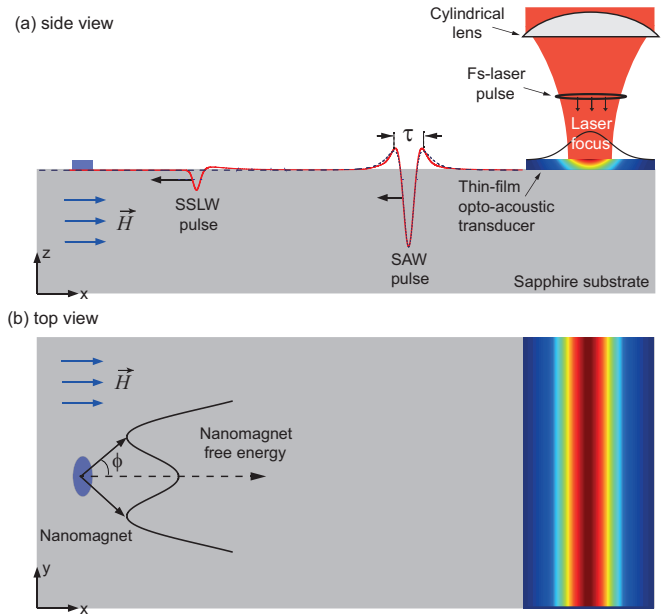 (a) side view
Cylindrical
lens
Fs-laser
pulse
τ
Laser
focus
Thin-film
opto-acoustic
transducer
SSLW
pulse
H
SAW
pulse
z
x
Sapphire substrate
(b) top view
H
Nanomagnet
free energy
ϕ
Nanomagnet
y
x